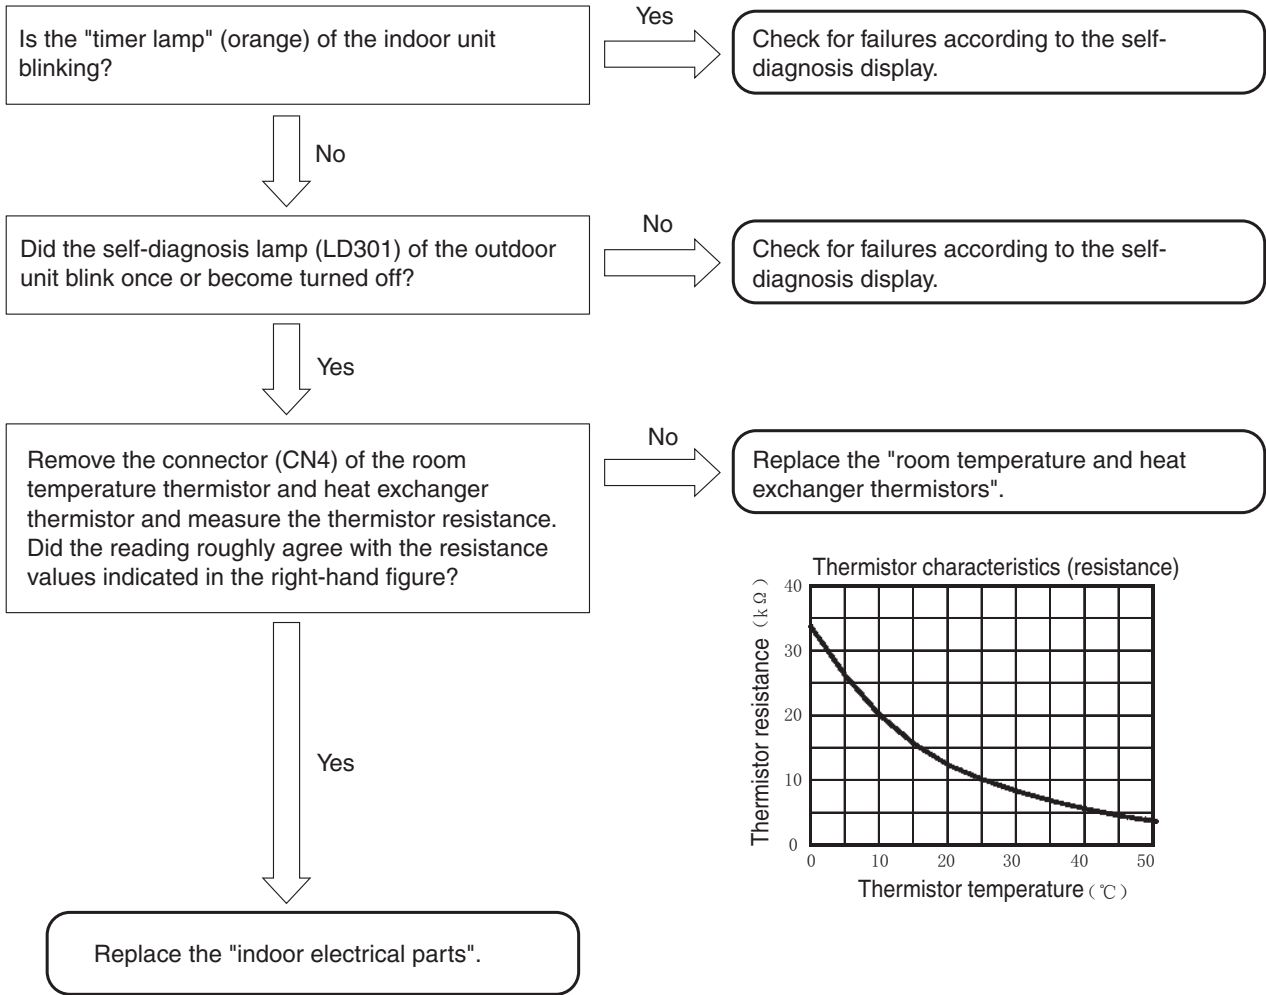 Is the "timer lamp" (orange) of the indoor unit
blinking?
Yes
Check for failures according to the self-
diagnosis display.
No
Did the self-diagnosis lamp (LD301) of the outdoor
unit blink once or become turned off?
No
Check for failures according to the self-
diagnosis display.
Yes
Remove the connector (CN4) of the room
temperature thermistor and heat exchanger
thermistor and measure the thermistor resistance.
Did the reading roughly agree with the resistance
values indicated in the right-hand figure?
No
Replace the "room temperature and heat
exchanger thermistors".
Thermistor characteristics (resistance)
Thermistor resistance (kΩ)
40
30
20
10
0
0 10 20 30 40 50
Thermistor temperature (℃)
Yes
Replace the "indoor electrical parts".